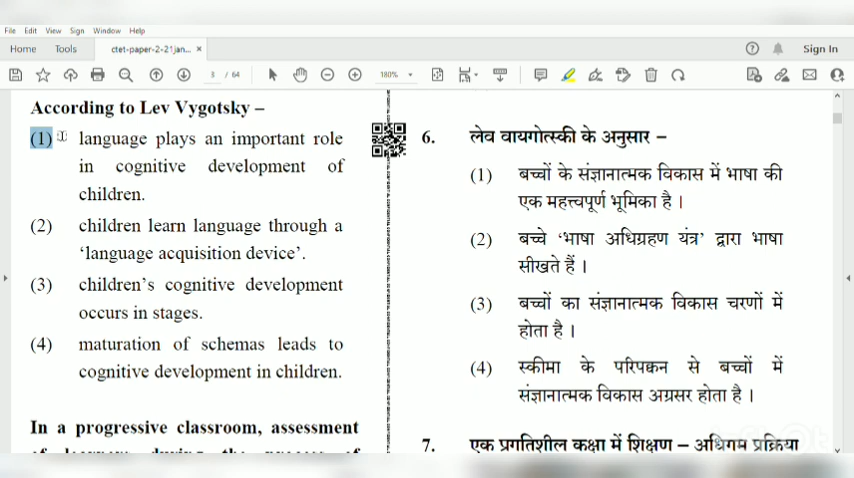 File Edit View Sign Window Help
Home Tools ctet-paper-2-21jan... × Sign In
3 / 64 180%
According to Lev Vygotsky –
(1) language plays an important role
in cognitive development of
children.
(2) children learn language through a
‘language acquisition device’.
(3) children’s cognitive development
occurs in stages.
(4) maturation of schemas leads to
cognitive development in children.
In a progressive classroom, assessment
6. लेव वायगोत्स्की के अनुसार –
(1) बच्चों के संज्ञानात्मक विकास में भाषा की
एक महत्त्वपूर्ण भूमिका है ।
(2) बच्चे ‘भाषा अधिग्रहण यंत्र’ द्वारा भाषा
सीखते हैं ।
(3) बच्चों का संज्ञानात्मक विकास चरणों में
होता है ।
(4) स्कीमा के परिपक्वन से बच्चों में
संज्ञानात्मक विकास अग्रसर होता है ।
7. एक प्रगतिशील कक्षा में शिक्षण – अधिगम प्रक्रिया